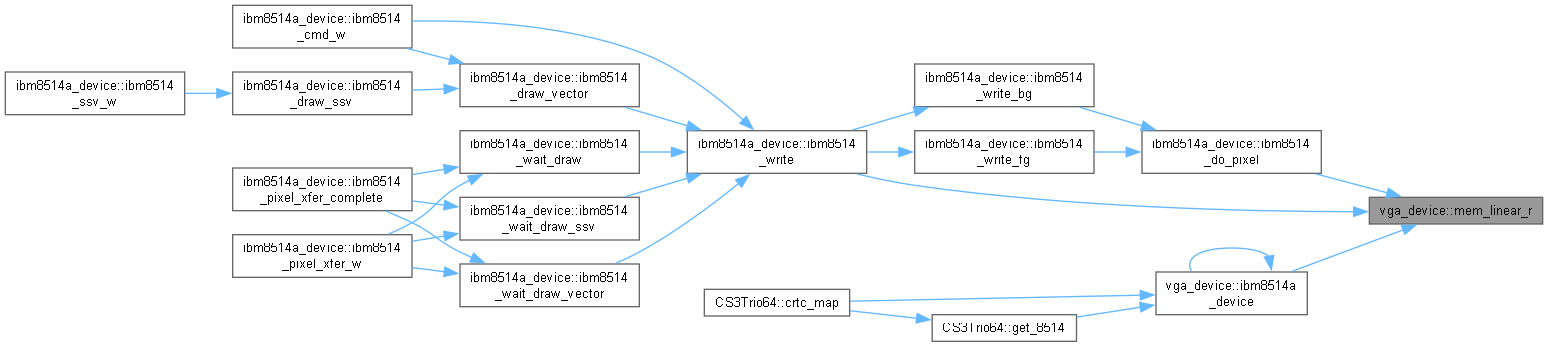 ibm8514a_device::ibm8514
_cmd_w
ibm8514a_device::ibm8514
_ssv_w
ibm8514a_device::ibm8514
_draw_ssv
ibm8514a_device::ibm8514
_draw_vector
ibm8514a_device::ibm8514
_write_bg
ibm8514a_device::ibm8514
_wait_draw
ibm8514a_device::ibm8514
_write
ibm8514a_device::ibm8514
_write_fg
ibm8514a_device::ibm8514
_do_pixel
ibm8514a_device::ibm8514
_pixel_xfer_complete
ibm8514a_device::ibm8514
_wait_draw_ssv
vga_device::mem_linear_r
ibm8514a_device::ibm8514
_pixel_xfer_w
ibm8514a_device::ibm8514
_wait_draw_vector
vga_device::ibm8514a
_device
CS3Trio64::crtc_map
CS3Trio64::get_8514